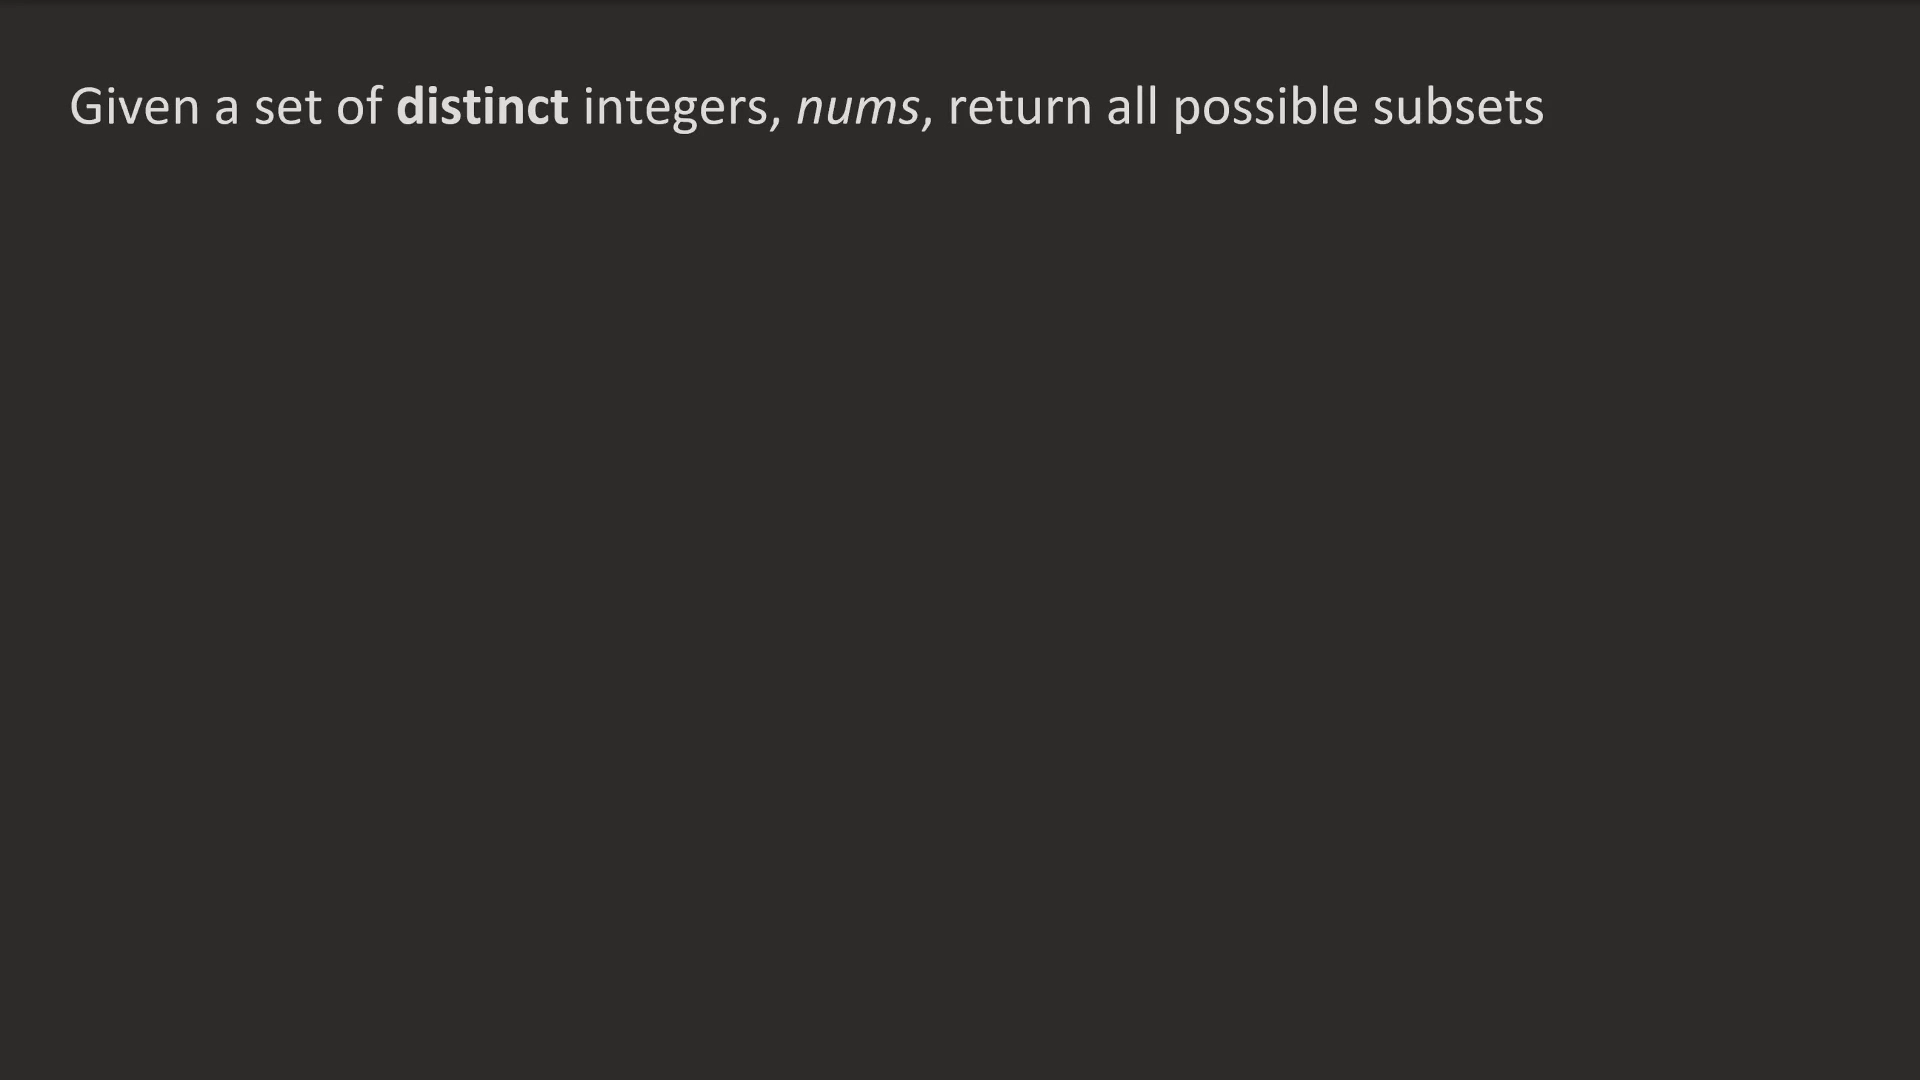 Given a set of distinct integers, nums, return all possible subsets